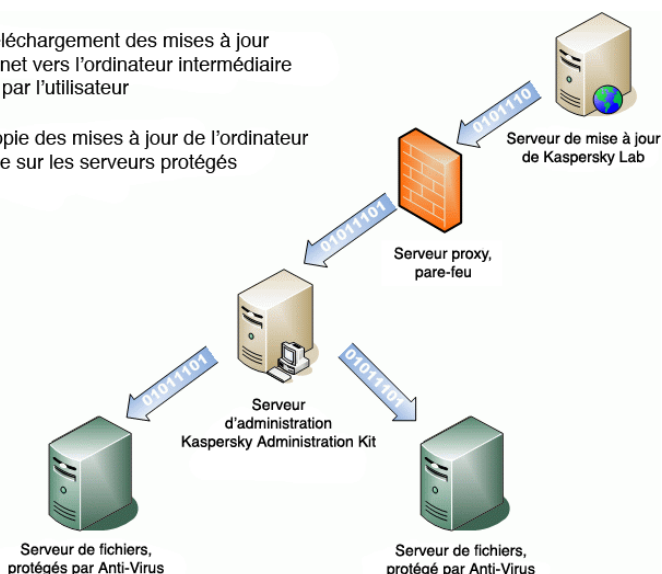 léchargement des mises à jour
net vers l'ordinateur intermédiaire
par l'utilisateur
opie des mises à jour de l'ordinateur
e sur les serveurs protégés
0101110
Serveur de mise à jour
de Kaspersky Lab
01011101
Serveur proxy,
pare-feu
01011101
01011101
Serveur
d'administration
Kaspersky Administration Kit
Serveur de fichiers,
protégés par Anti-Virus
Serveur de fichiers,
protégé par Anti-Virus